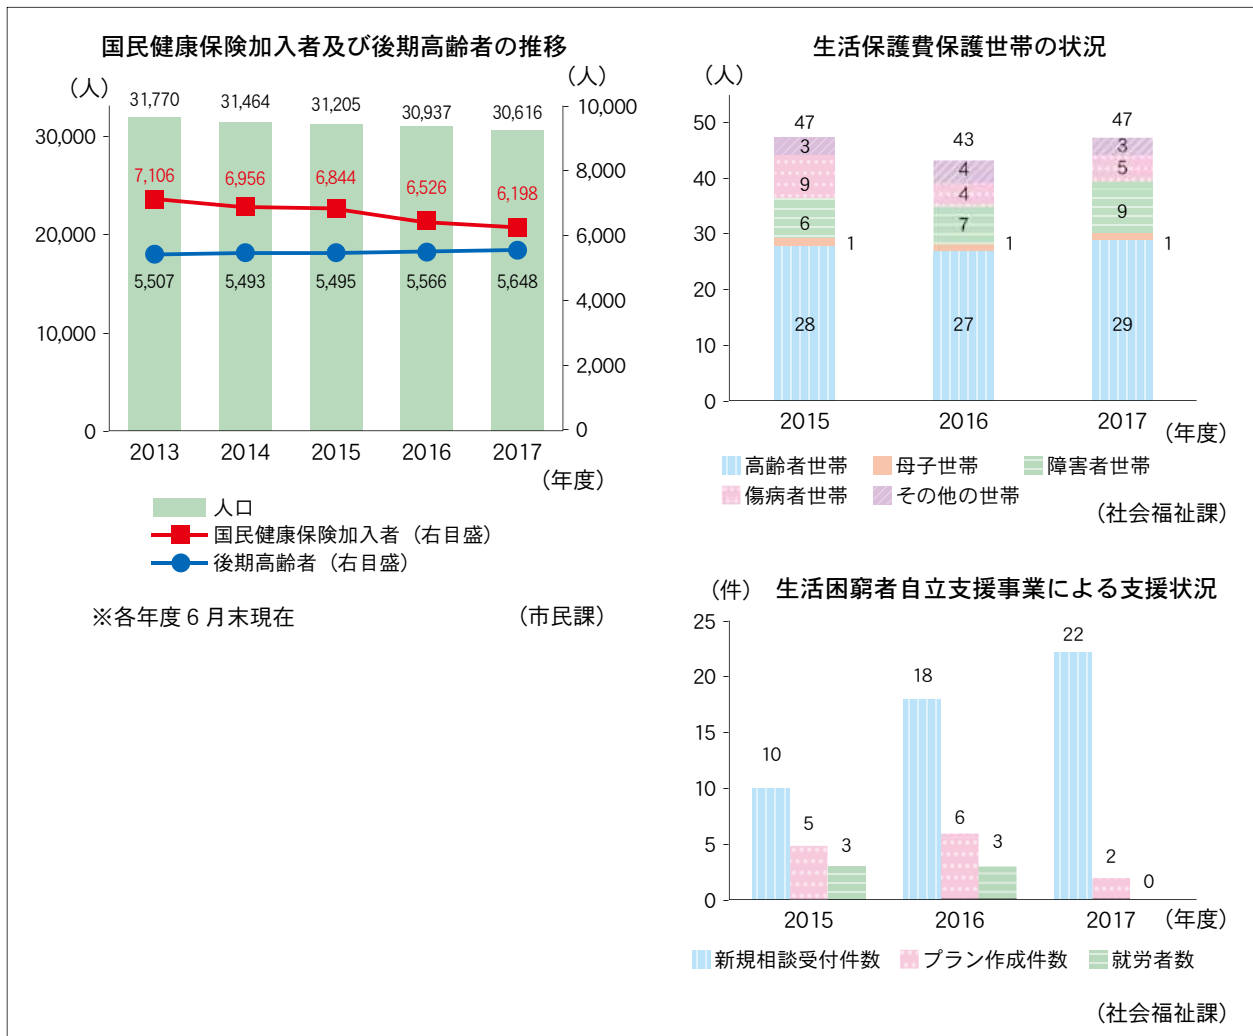 国民健康保険加入者及び後期高齢者の推移
（人）
（人）
31,770 31,464 31,205 30,937 30,616
10,000
30,000
8,000
7,106 6,956 6,844 6,526 6,198
20,000
6,000
5,507 5,493 5,495 5,566 5,648
4,000
10,000
2,000
0
0
2013 2014 2015 2016 2017
（年度）
人口
国民健康保険加入者（右目盛）
後期高齢者（右目盛）
※各年度６月末現在
（市民課）
生活保護費保護世帯の状況
（人）
50
40
30
20
10
0
47
3
9
6
1
28
43
4
4
7
1
27
47
3
5
9
1
29
2015 2016 2017
（年度）
高齢者世帯 母子世帯 障害者世帯
傷病者世帯 その他の世帯
（社会福祉課）
（件） 生活困窮者自立支援事業による支援状況
25
20
15
10
5
0
10 5 3
18 6 3
22 2 0
2015 2016 2017 （年度）
新規相談受付件数 プラン作成件数 就労者数
（社会福祉課）